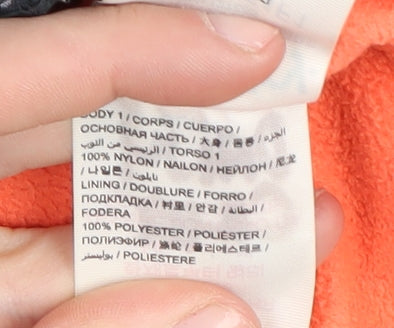 BODY 1 / CORPS / CUERPO /
ОСНОВНАЯ ЧАСТЬ / 大身 / 몸통 / الجزء
الرئيسي من الثوب / TORSO 1
100% NYLON / NAILON / НЕЙЛОН / 尼龙
/ 나일론 / نايلون
LINING / DOUBLURE / FORRO /
ПОДКЛАДКА / 衬里 / 안감 / البطانة /
FODERA
100% POLYESTER / POLIÉSTER /
ПОЛИЭФИР / 涤纶 / 폴리에스테르 /
بوليستر / POLIESTERE